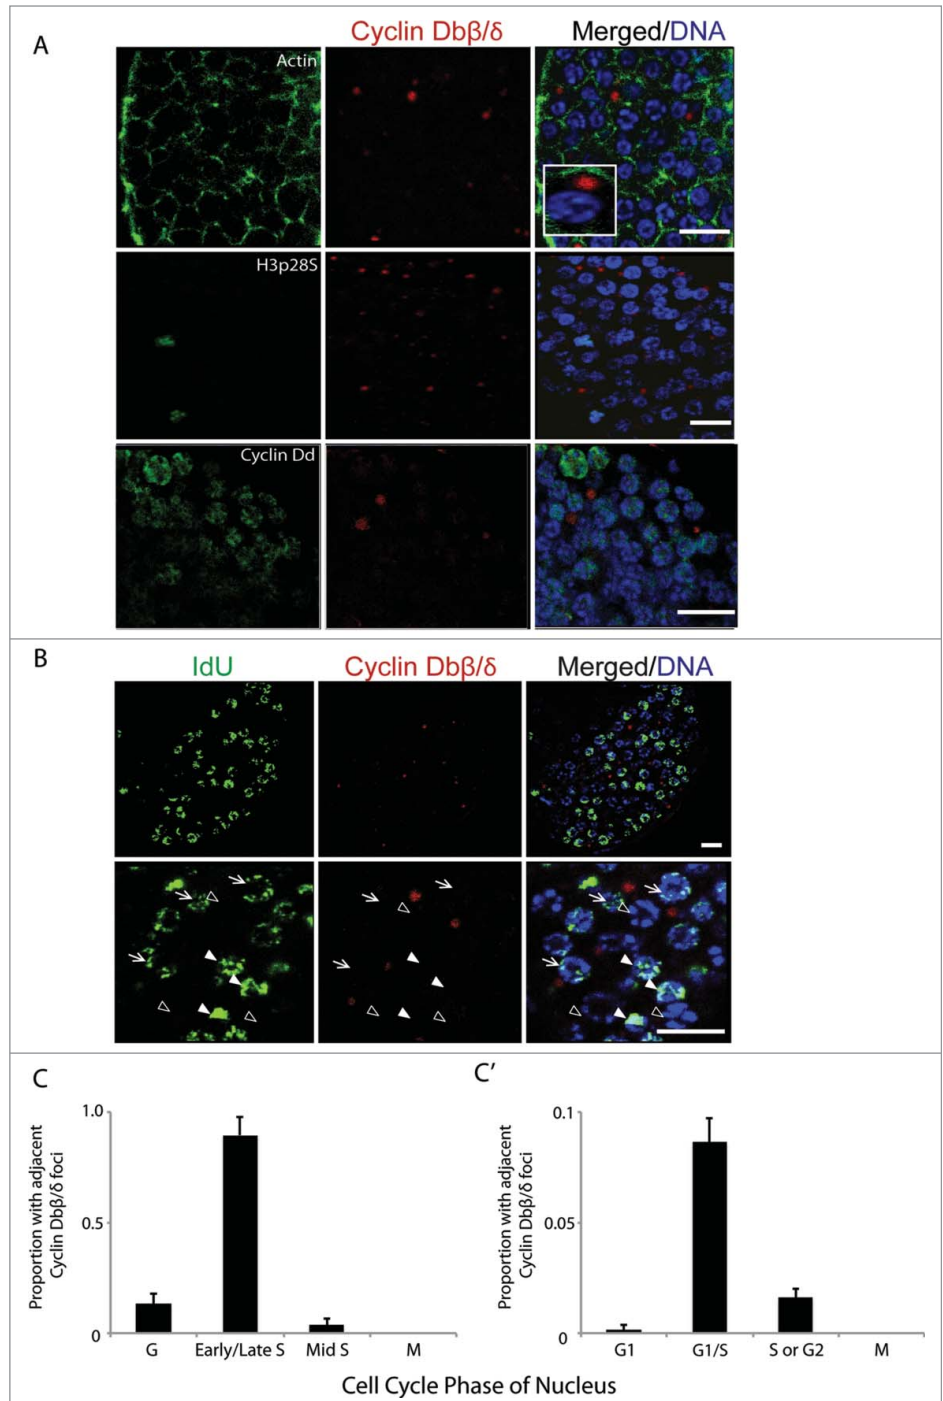 A
Cyclin Dbβ/δ
Merged/DNA
Actin
H3p28S
Cyclin Dd
B
IdU
Cyclin Dbβ/δ
Merged/DNA
C
C'
Proportion with adjacent
Cyclin Dbβ/δ foci
1.0
0.5
0
G
Early/Late S
Mid S
M
Proportion with adjacent
Cyclin Dbβ/δ foci
0.1
0.05
0
G1
G1/S
S or G2
M
Cell Cycle Phase of Nucleus